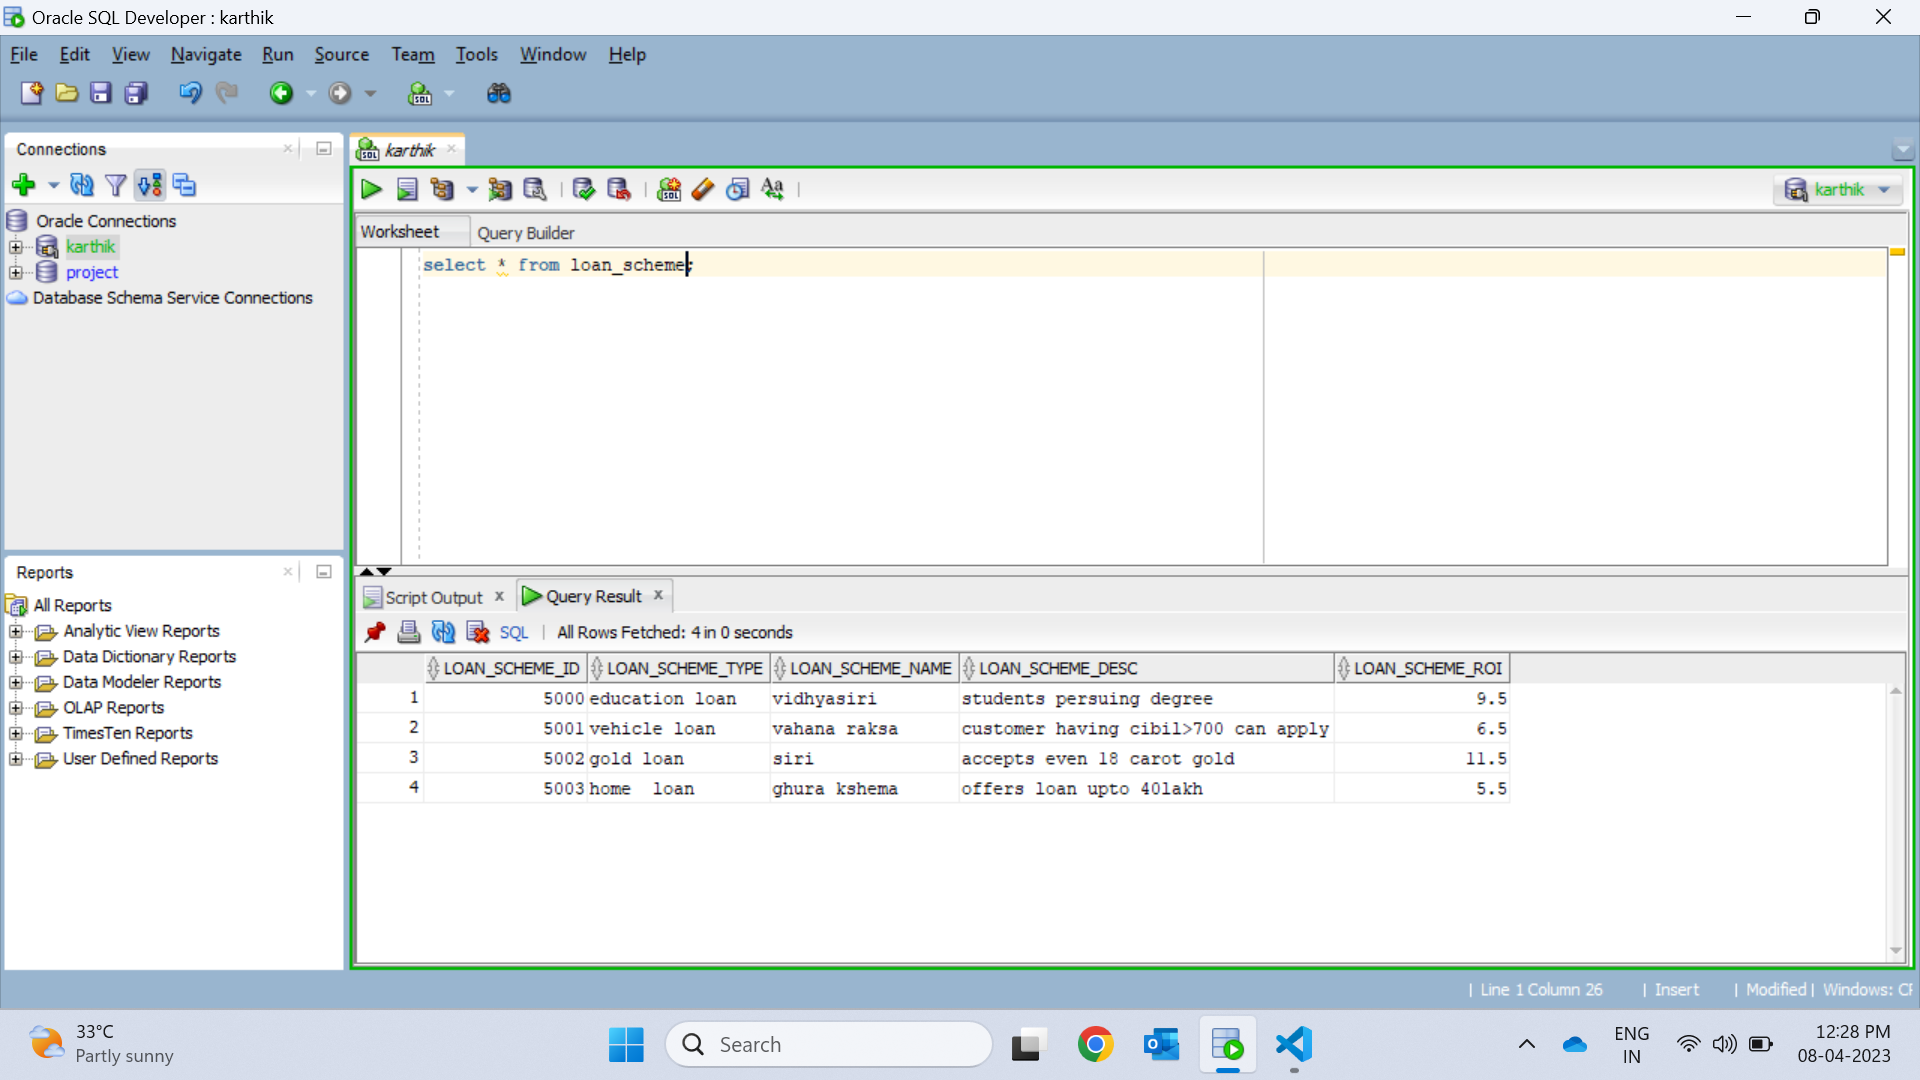 Oracle SQL Developer : karthik
File Edit View Navigate Run Source Team Tools Window Help
Connections
Oracle Connections
karthik
project
Database Schema Service Connections
Reports
All Reports
Analytic View Reports
Data Dictionary Reports
Data Modeler Reports
OLAP Reports
TimesTen Reports
User Defined Reports
karthik
karthik
Worksheet Query Builder
select * from loan_scheme;
Script Output Query Result
SQL | All Rows Fetched: 4 in 0 seconds
LOAN_SCHEME_ID LOAN_SCHEME_TYPE LOAN_SCHEME_NAME LOAN_SCHEME_DESC LOAN_SCHEME_ROI
1 5000 education loan vidhyasiri students persuing degree 9.5
2 5001 vehicle loan vahana raksa customer having cibil>700 can apply 6.5
3 5002 gold loan siri accepts even 18 carot gold 11.5
4 5003 home  loan ghura kshema offers loan upto 40lakh 5.5
| Line 1 Column 26 | Insert | Modified | Windows: CF
33°C
Partly sunny
Search
ENG
IN
12:28 PM
08-04-2023